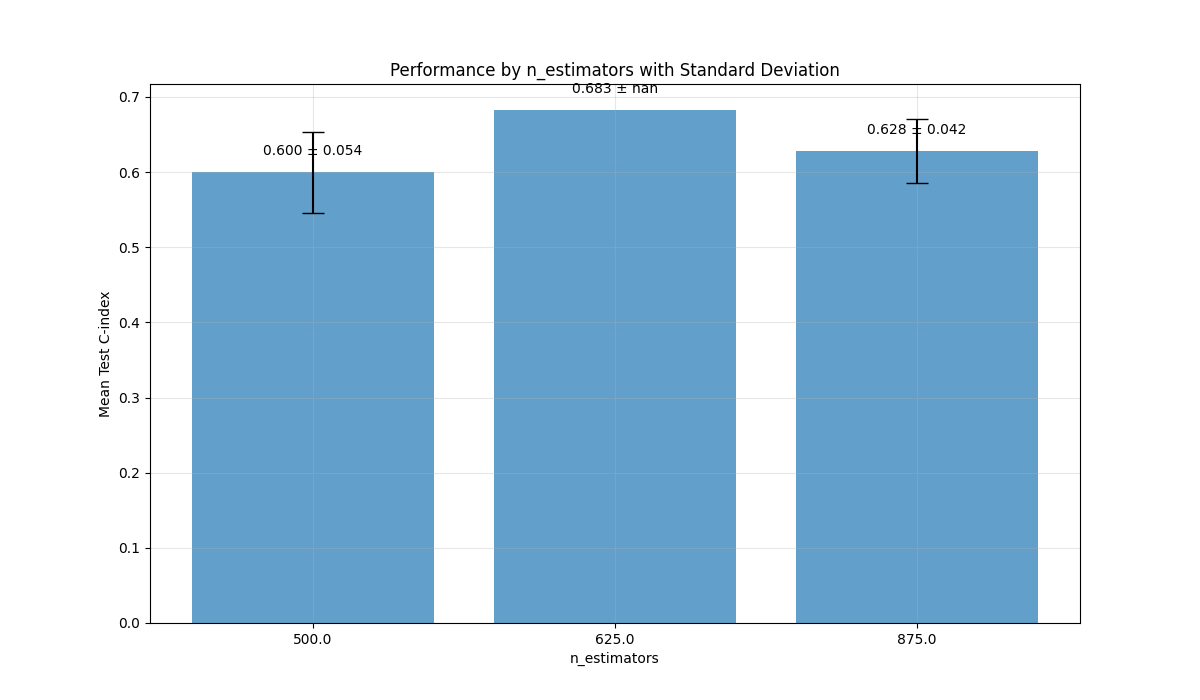 Performance by n_estimators with Standard Deviation
0.683 ± nan
0.600 ± 0.054
0.628 ± 0.042
0.7
0.6
0.5
0.4
0.3
0.2
0.1
0.0
Mean Test C-index
500.0
625.0
875.0
n_estimators